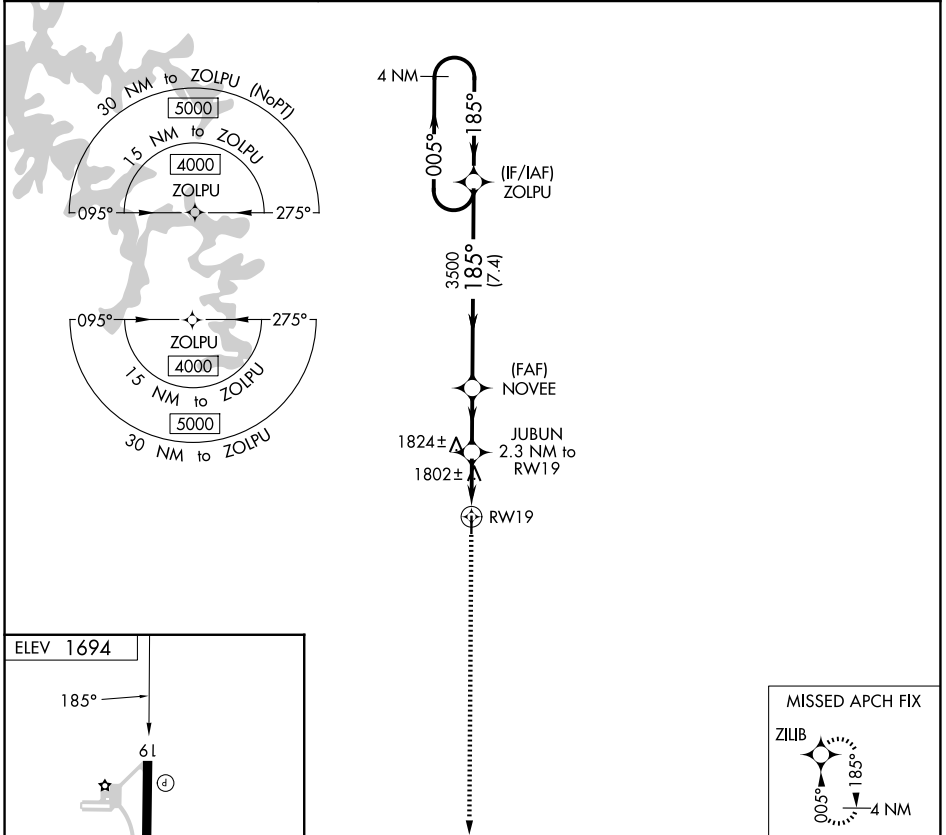 30 NM to ZOLPU (NoPT)
5000
15 NM to ZOLPU
4000
ZOLPU
095°
275°
095°
275°
ZOLPU
4000
15 NM to ZOLPU
5000
30 NM to ZOLPU
4 NM
005°
185°
(IF/IAF)
ZOLPU
3500
185°
(7.4)
(FAF)
NOVEE
1824±
JUBUN
2.3 NM to
RW19
1802±
RW19
ELEV 1694
185°
19
P
MISSED APCH FIX
ZILIB
005°
185°
4 NM